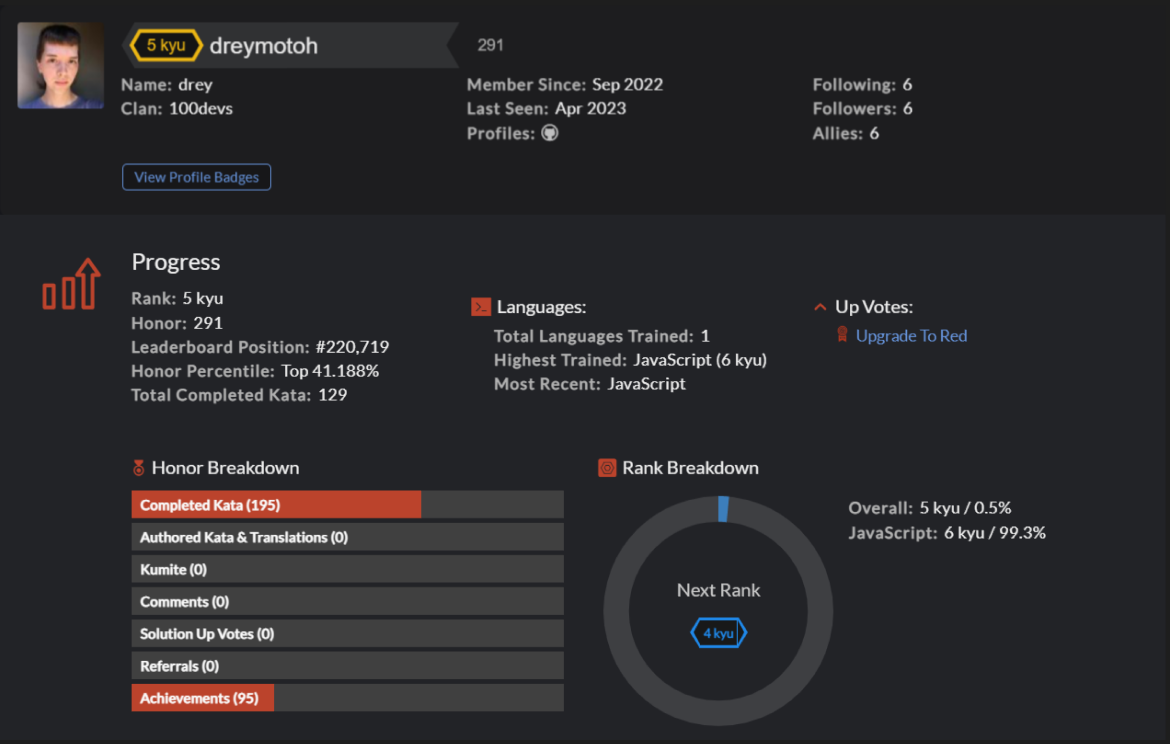 5 kyu dreymotoh 291
Name: drey
Clan: 100devs
Member Since: Sep 2022
Last Seen: Apr 2023
Profiles:
Following: 6
Followers: 6
Allies: 6
View Profile Badges
Progress
Rank: 5 kyu
Honor: 291
Leaderboard Position: #220,719
Honor Percentile: Top 41.188%
Total Completed Kata: 129
>_ Languages:
Total Languages Trained: 1
Highest Trained: JavaScript (6 kyu)
Most Recent: JavaScript
Up Votes:
Upgrade To Red
Honor Breakdown
Completed Kata (195)
Authored Kata & Translations (0)
Kumite (0)
Comments (0)
Solution Up Votes (0)
Referrals (0)
Achievements (95)
Rank Breakdown
Next Rank
4 kyu
Overall: 5 kyu / 0.5%
JavaScript: 6 kyu / 99.3%